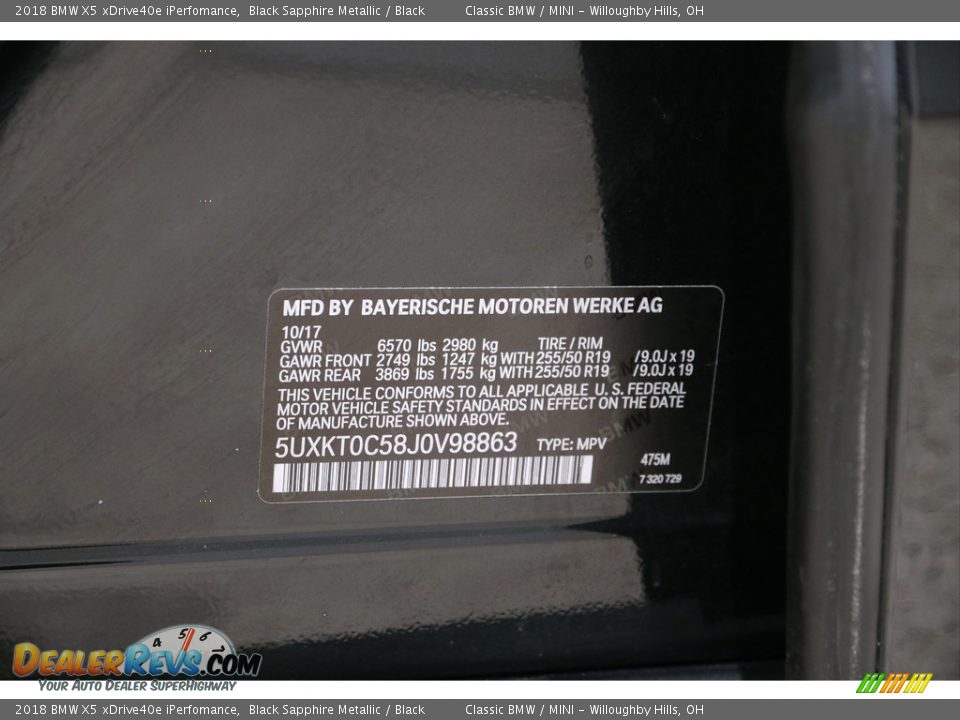 2018 BMW X5 xDrive40e iPerfomance, Black Sapphire Metallic / Black Classic BMW / MINI - Willoughby Hills, OH
MFD BY BAYERISCHE MOTOREN WERKE AG
10/17
GVWR 6570 lbs 2980 kg TIRE / RIM
GAWR FRONT 2749 lbs 1247 kg WITH 255/50 R19 /9.0J x 19
GAWR REAR 3869 lbs 1755 kg WITH 255/50 R19 /9.0J x 19
THIS VEHICLE CONFORMS TO ALL APPLICABLE U.S. FEDERAL
MOTOR VEHICLE SAFETY STANDARDS IN EFFECT ON THE DATE
OF MANUFACTURE SHOWN ABOVE.
5UXKT0C58J0V98863 TYPE: MPV
475M
7 320 729
4 5 6
DEALERREVS.COM
YOUR AUTO DEALER SUPERHIGHWAY
2018 BMW X5 xDrive40e iPerfomance, Black Sapphire Metallic / Black Classic BMW / MINI - Willoughby Hills, OH